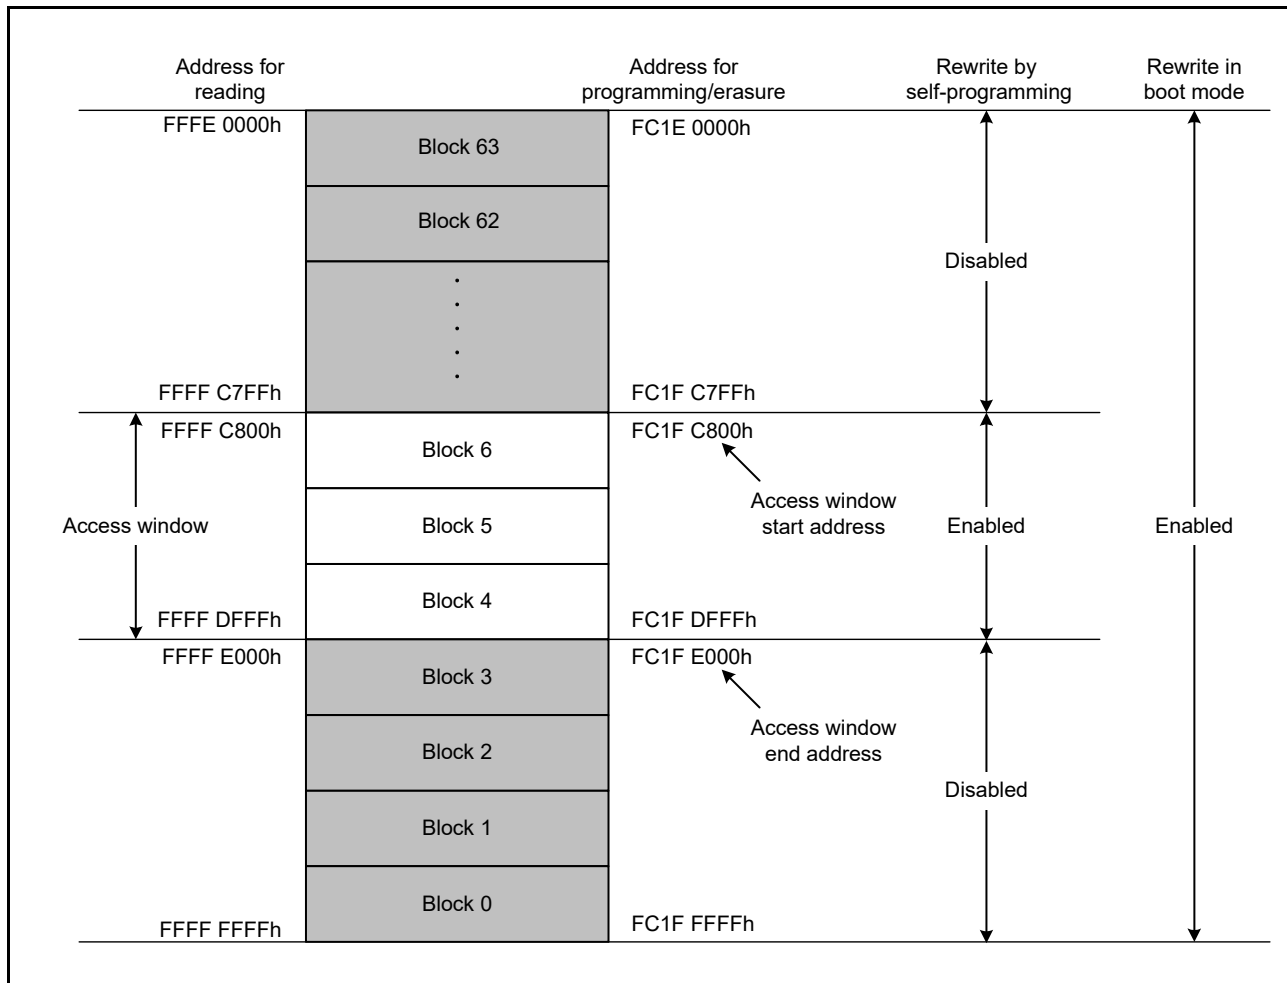 Address for
reading
Address for
programming/erasure
Rewrite by
self-programming
Rewrite in
boot mode
FFFE 0000h
FC1E 0000h
Block 63
Block 62
Disabled
FFFF C7FFh
FC1F C7FFh
FFFF C800h
FC1F C800h
Block 6
Access window
start address
Access window
Block 5
Enabled
Enabled
Block 4
FFFF DFFFh
FC1F DFFFh
FFFF E000h
FC1F E000h
Block 3
Access window
end address
Block 2
Disabled
Block 1
Block 0
FFFF FFFFh
FC1F FFFFh